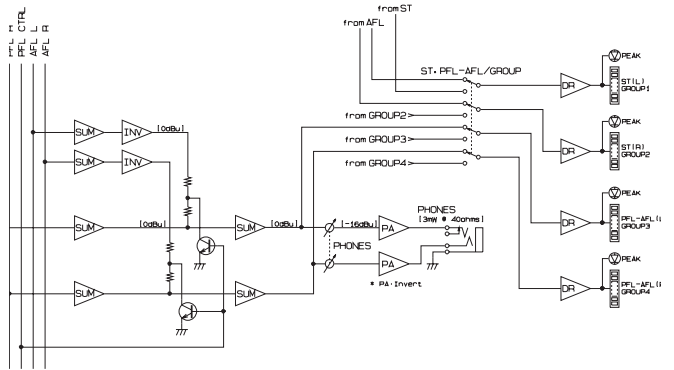 from ST
from AFL
PFL M
PFL CTRL
AFL L
AFL R
ST. PFL-AFL/GROUP
PEAK
DR
ST(L)
GROUP1
from GROUP2
PEAK
DR
ST(R)
GROUP2
from GROUP3
from GROUP4
SUM
INV
[0dBu]
SUM
INV
SUM
[0dBu]
SUM
[0dBu]
[-16dBu]
PA
PHONES
[3mW @ 40ohms]
PHONES
PA
* PA:Invert
SUM
SUM
PEAK
DR
PFL-AFL(L
GROUP3
PEAK
DR
PFL-AFL(R
GROUP4